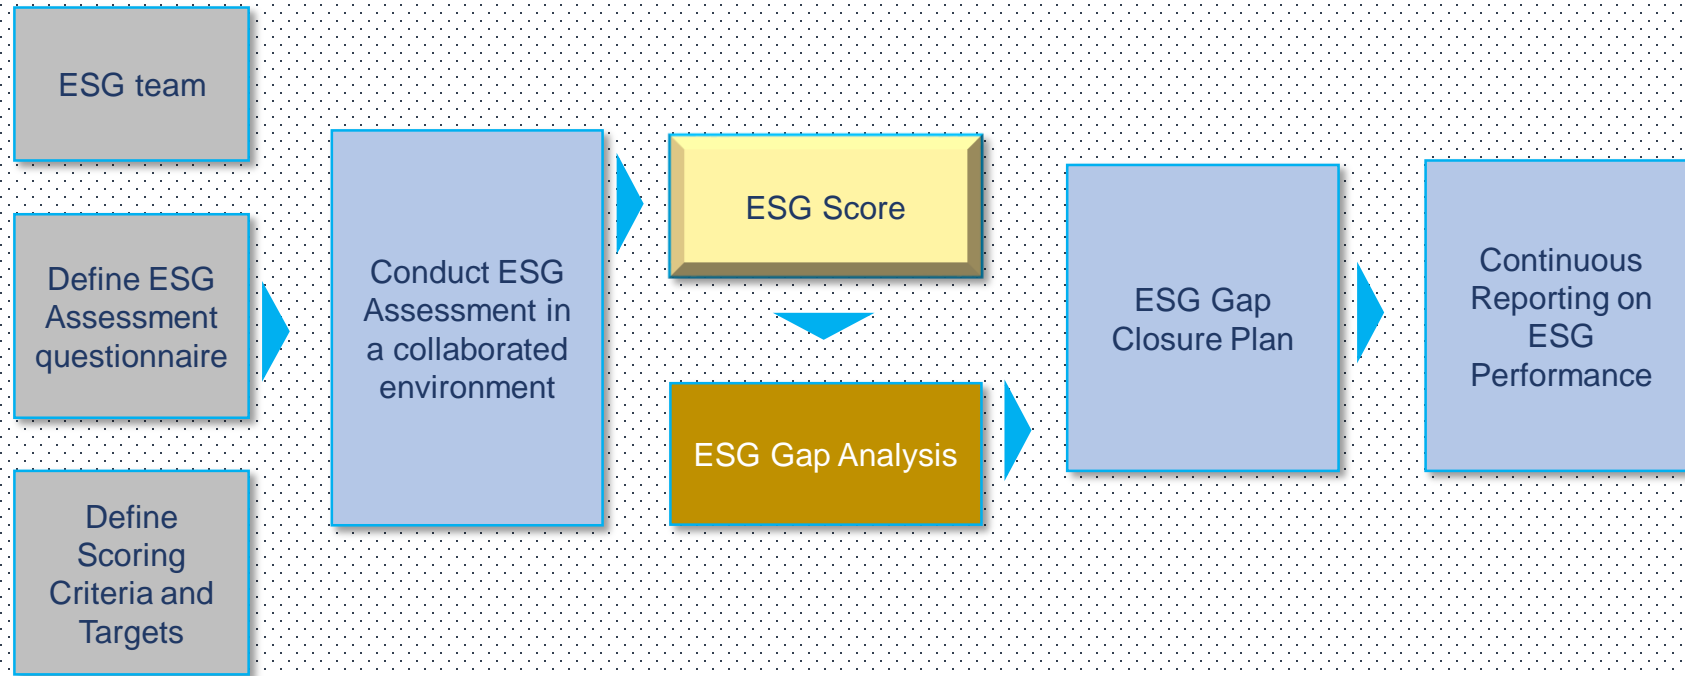 ESG team
Define ESG
Assessment
questionnaire
Define
Scoring
Criteria and
Targets
Conduct ESG
Assessment in
a collaborated
environment
ESG Score
ESG Gap Analysis
ESG Gap
Closure Plan
Continuous
Reporting on
ESG
Performance